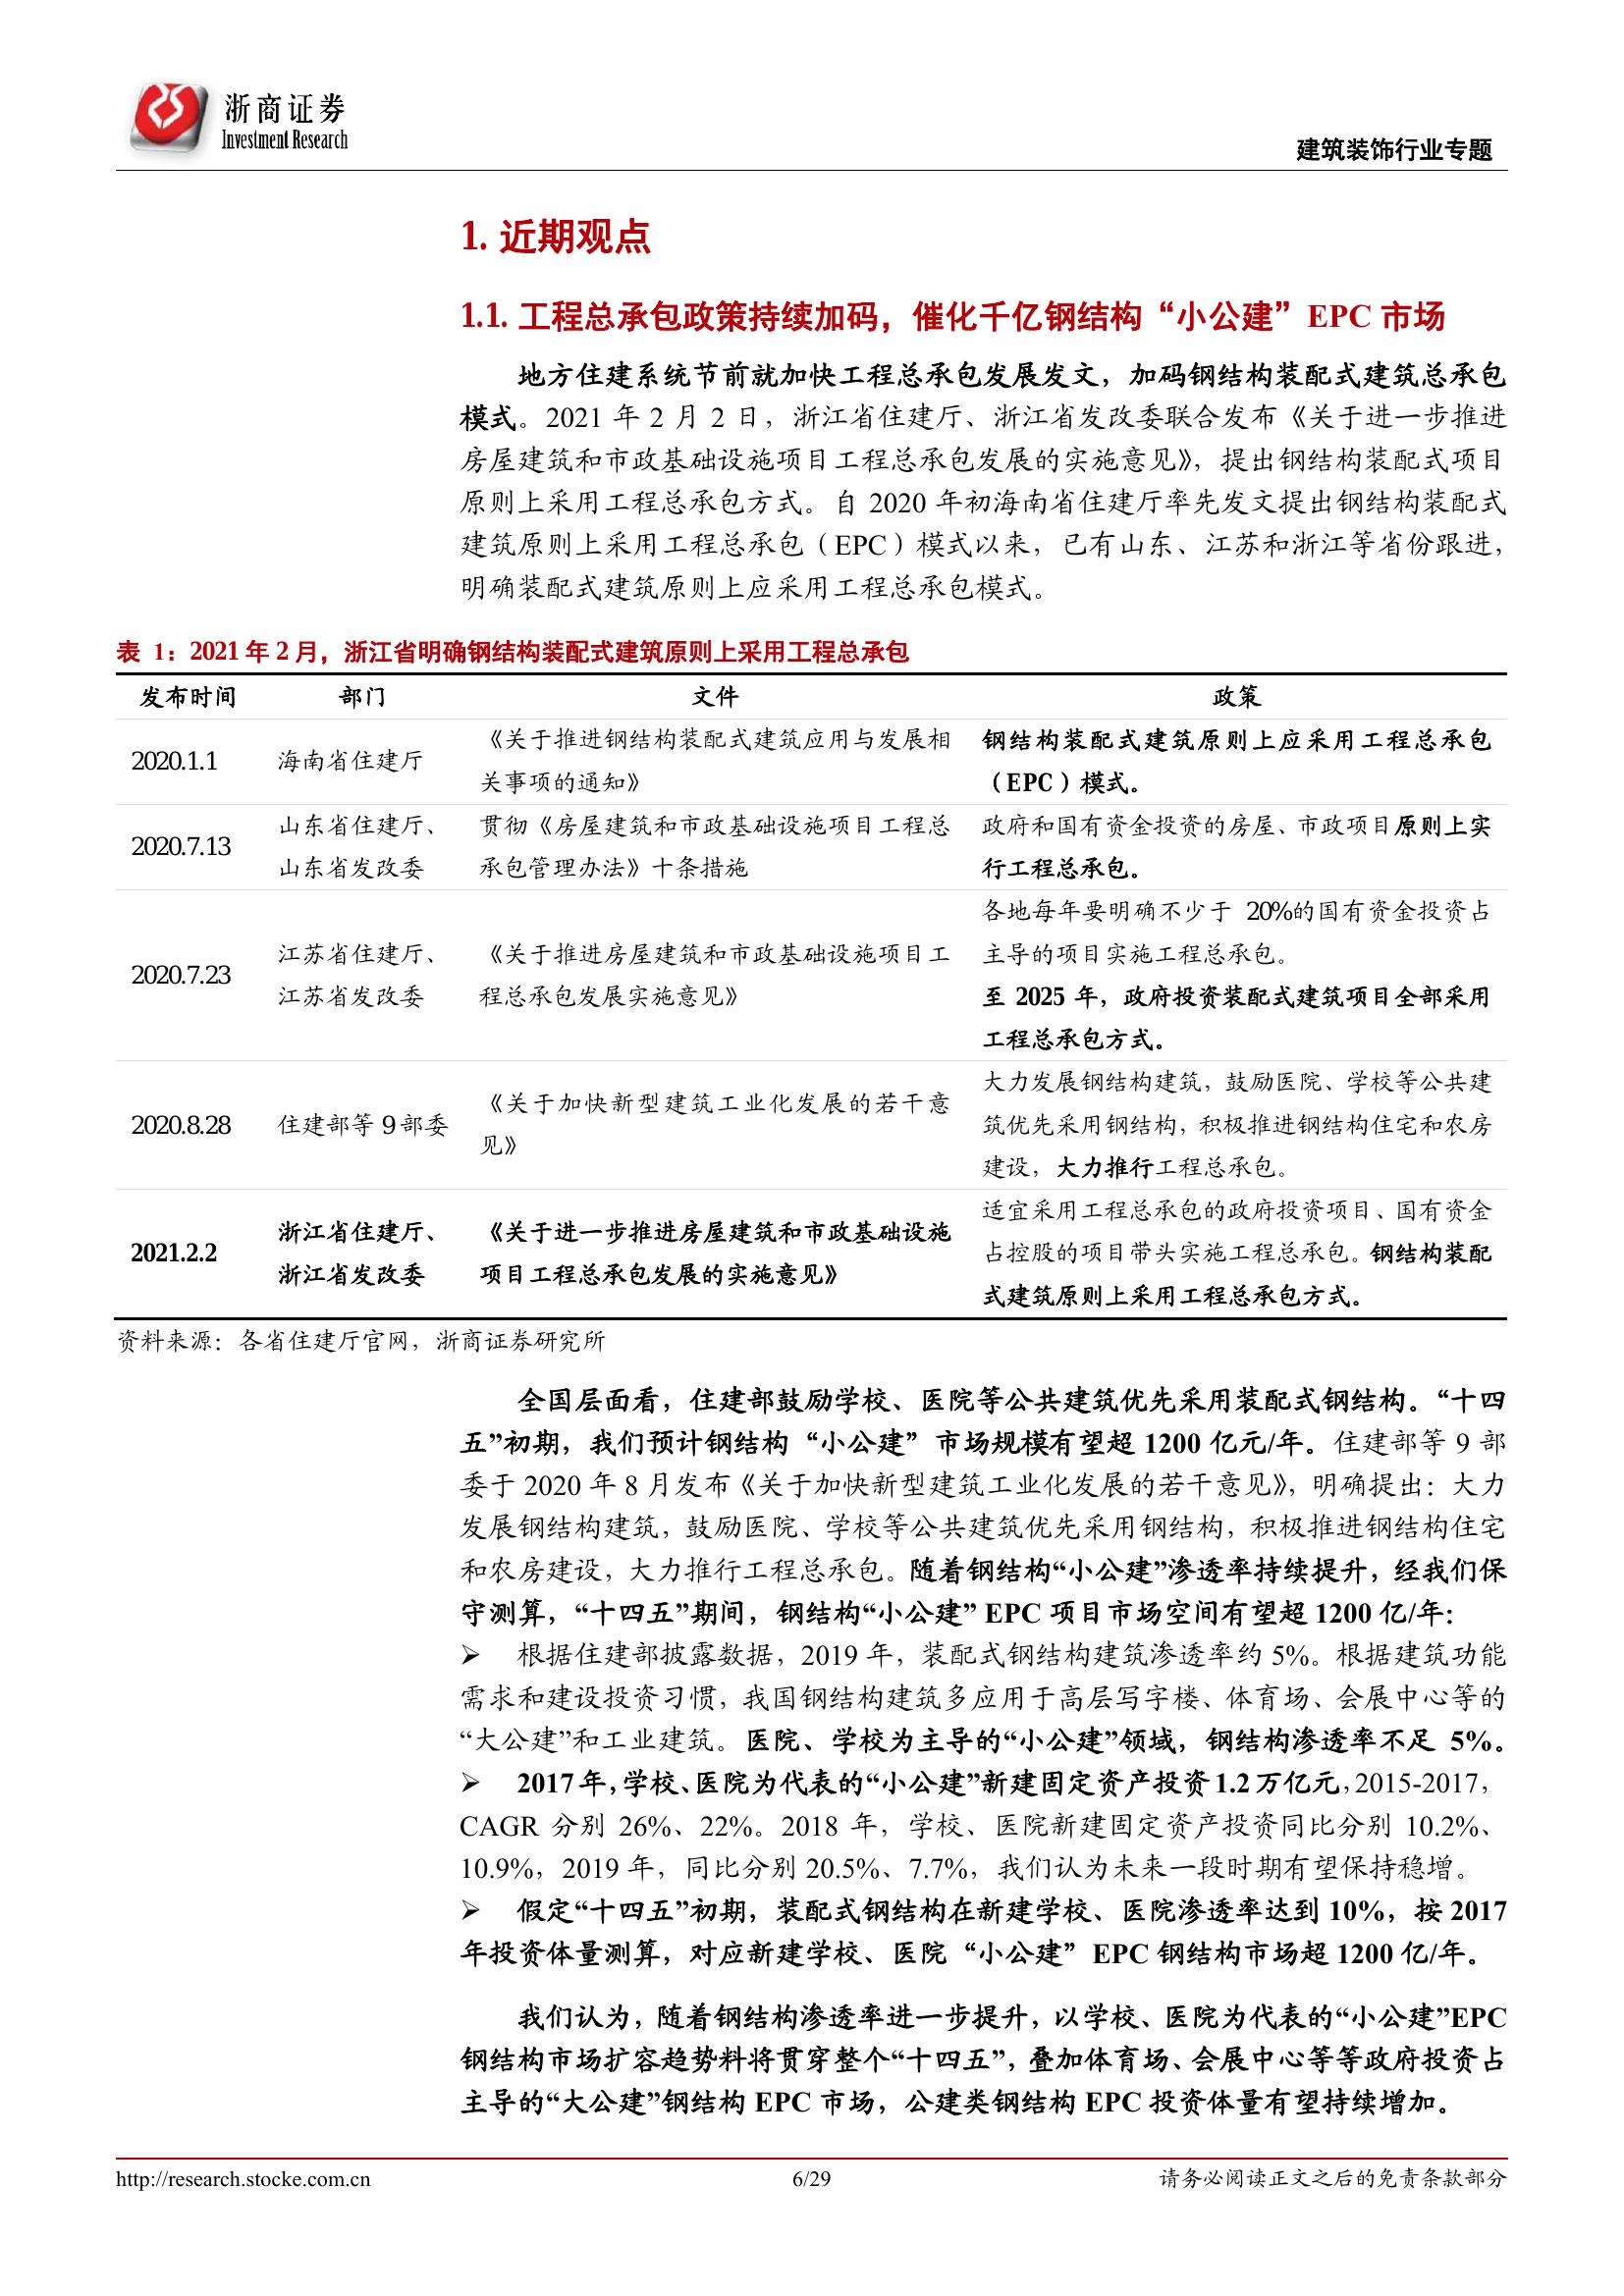 浙商证券
Investment Research
建筑装饰行业专题
1. 近期观点
1.1. 工程总承包政策持续加码，催化千亿钢结构“小公建”EPC 市场
地方住建系统节前就加快工程总承包发展发文，加码钢结构装配式建筑总承包
模式。2021 年 2 月 2 日，浙江省住建厅、浙江省发改委联合发布《关于进一步推进
房屋建筑和市政基础设施项目工程总承包发展的实施意见》，提出钢结构装配式项目
原则上采用工程总承包方式。自 2020 年初海南省住建厅率先发文提出钢结构装配式
建筑原则上采用工程总承包（EPC）模式以来，已有山东、江苏和浙江等省份跟进，
明确装配式建筑原则上应采用工程总承包模式。
表 1：2021 年 2 月，浙江省明确钢结构装配式建筑原则上采用工程总承包
发布时间 部门 文件 政策
2020.1.1 海南省住建厅
《关于推进钢结构装配式建筑应用与发展相
关事项的通知》
钢结构装配式建筑原则上应采用工程总承包
（EPC）模式。
2020.7.13
山东省住建厅、
山东省发改委
贯彻《房屋建筑和市政基础设施项目工程总
承包管理办法》十条措施
政府和国有资金投资的房屋、市政项目原则上实
行工程总承包。
2020.7.23
江苏省住建厅、
江苏省发改委
《关于推进房屋建筑和市政基础设施项目工
程总承包发展实施意见》
各地每年要明确不少于 20%的国有资金投资占
主导的项目实施工程总承包。
至 2025 年，政府投资装配式建筑项目全部采用
工程总承包方式。
2020.8.28 住建部等 9 部委
《关于加快新型建筑工业化发展的若干意
见》
大力发展钢结构建筑，鼓励医院、学校等公共建
筑优先采用钢结构，积极推进钢结构住宅和农房
建设，大力推行工程总承包。
2021.2.2
浙江省住建厅、
浙江省发改委
《关于进一步推进房屋建筑和市政基础设施
项目工程总承包发展的实施意见》
适宜采用工程总承包的政府投资项目、国有资金
占控股的项目带头实施工程总承包。钢结构装配
式建筑原则上采用工程总承包方式。
资料来源：各省住建厅官网，浙商证券研究所
全国层面看，住建部鼓励学校、医院等公共建筑优先采用装配式钢结构。“十四
五”初期，我们预计钢结构“小公建”市场规模有望超 1200 亿元/年。住建部等 9 部
委于 2020 年 8 月发布《关于加快新型建筑工业化发展的若干意见》，明确提出：大力
发展钢结构建筑，鼓励医院、学校等公共建筑优先采用钢结构，积极推进钢结构住宅
和农房建设，大力推行工程总承包。随着钢结构“小公建”渗透率持续提升，经我们保
守测算，“十四五”期间，钢结构“小公建” EPC 项目市场空间有望超 1200 亿/年：
➢ 根据住建部披露数据，2019 年，装配式钢结构建筑渗透率约 5%。根据建筑功能
需求和建设投资习惯，我国钢结构建筑多应用于高层写字楼、体育场、会展中心等的
“大公建”和工业建筑。医院、学校为主导的“小公建”领域，钢结构渗透率不足 5%。
➢ 2017 年，学校、医院为代表的“小公建”新建固定资产投资 1.2 万亿元，2015-2017，
CAGR 分别 26%、22%。2018 年，学校、医院新建固定资产投资同比分别 10.2%、
10.9%，2019 年，同比分别 20.5%、7.7%，我们认为未来一段时期有望保持稳增。
➢ 假定“十四五”初期，装配式钢结构在新建学校、医院渗透率达到 10%，按 2017
年投资体量测算，对应新建学校、医院“小公建”EPC 钢结构市场超 1200 亿/年。
我们认为，随着钢结构渗透率进一步提升，以学校、医院为代表的“小公建”EPC
钢结构市场扩容趋势料将贯穿整个“十四五”，叠加体育场、会展中心等等政府投资占
主导的“大公建”钢结构 EPC 市场，公建类钢结构 EPC 投资体量有望持续增加。
http://research.stocke.com.cn 6/29 请务必阅读正文之后的免责条款部分